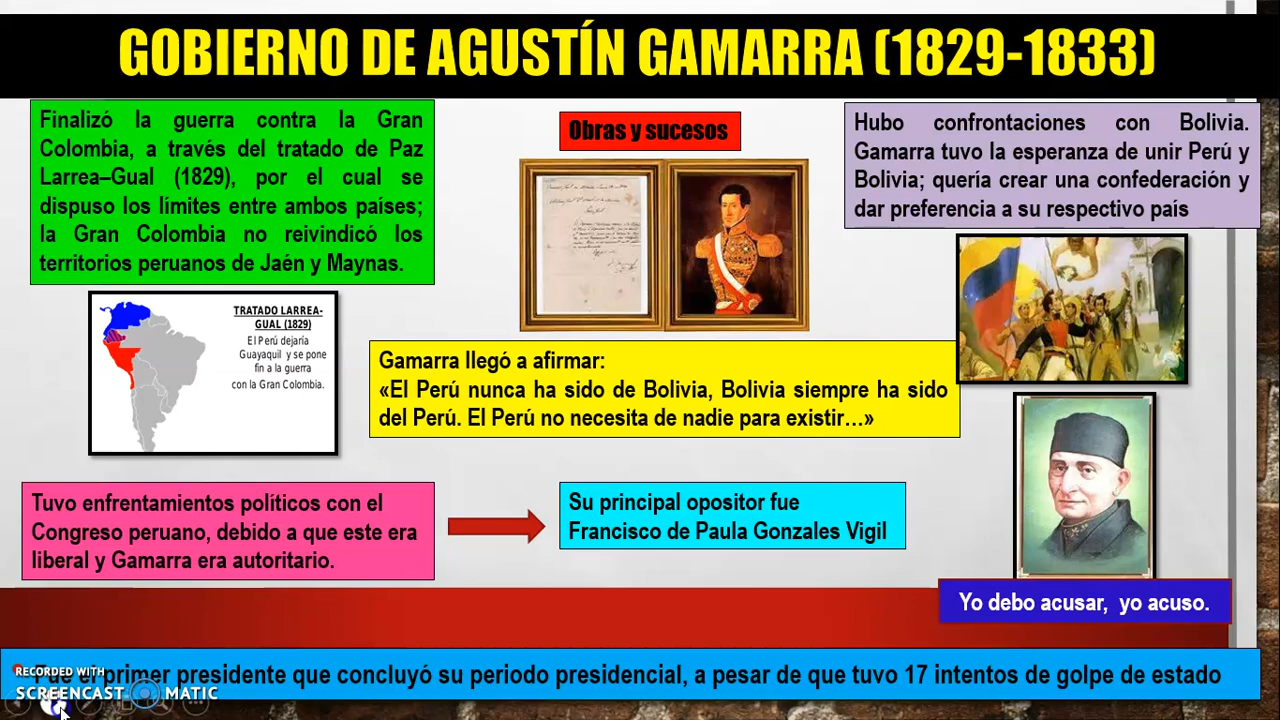 GOBIERNO DE AGUSTÍN GAMARRA (1829-1833)
Finalizó la guerra contra la Gran
Colombia, a través del tratado de Paz
Larrea–Gual (1829), por el cual se
dispuso los límites entre ambos países;
la Gran Colombia no reivindicó los
territorios peruanos de Jaén y Maynas.
TRATADO LARREA-
GUAL (1829)
El Perú dejaría
Guayaquil y se pone
fin a la guerra
con la Gran Colombia.
Obras y sucesos
Hubo confrontaciones con Bolivia.
Gamarra tuvo la esperanza de unir Perú y
Bolivia; quería crear una confederación y
dar preferencia a su respectivo país
Gamarra llegó a afirmar:
«El Perú nunca ha sido de Bolivia, Bolivia siempre ha sido
del Perú. El Perú no necesita de nadie para existir…»
Tuvo enfrentamientos políticos con el
Congreso peruano, debido a que este era
liberal y Gamarra era autoritario.
Su principal opositor fue
Francisco de Paula Gonzales Vigil
Yo debo acusar, yo acuso.
Fue el primer presidente que concluyó su periodo presidencial, a pesar de que tuvo 17 intentos de golpe de estado
RECORDED WITH
SCREENCAST MATIC